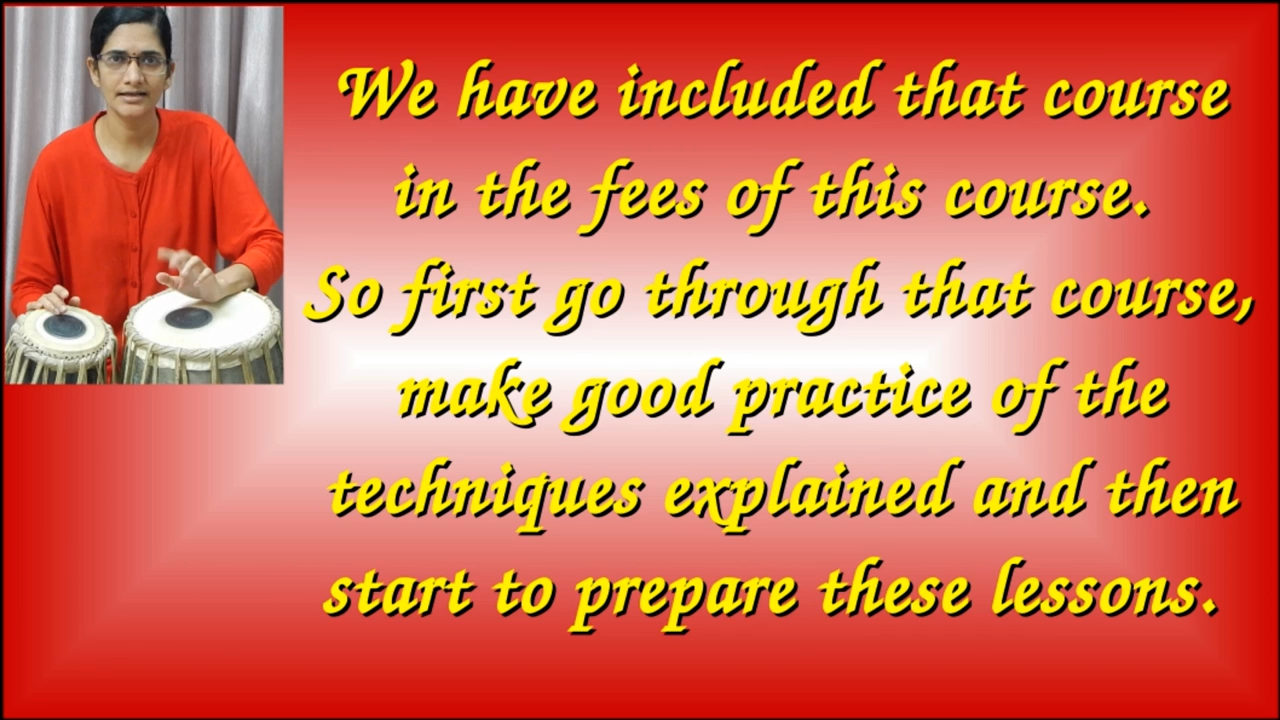 We have included that course
in the fees of this course.
So first go through that course,
make good practice of the
techniques explained and then
start to prepare these lessons.